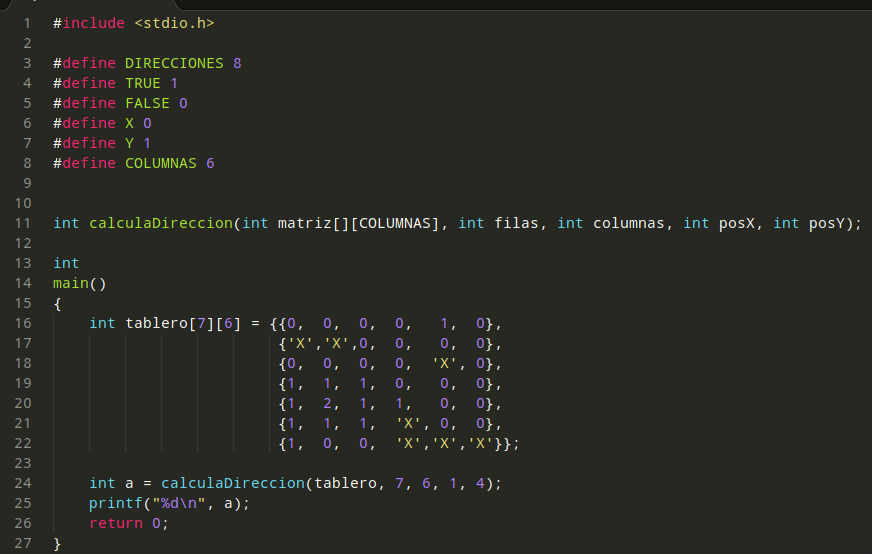 1 #include <stdio.h>
2
3 #define DIRECCIONES 8
4 #define TRUE 1
5 #define FALSE 0
6 #define X 0
7 #define Y 1
8 #define COLUMNAS 6
9
10
11 int calculaDireccion(int matriz[][COLUMNAS], int filas, int columnas, int posX, int posY);
12
13 int
14 main()
15 {
16     int tablero[7][6] = {{0,  0,  0,  0,   1,  0},
17                          {'X','X',0,  0,   0,  0},
18                          {0,  0,  0,  0,  'X', 0},
19                          {1,  1,  1,  0,   0,  0},
20                          {1,  2,  1,  1,   0,  0},
21                          {1,  1,  1,  'X', 0,  0},
22                          {1,  0,  0,  'X','X','X'}};
23
24     int a = calculaDireccion(tablero, 7, 6, 1, 4);
25     printf("%d\n", a);
26     return 0;
27 }